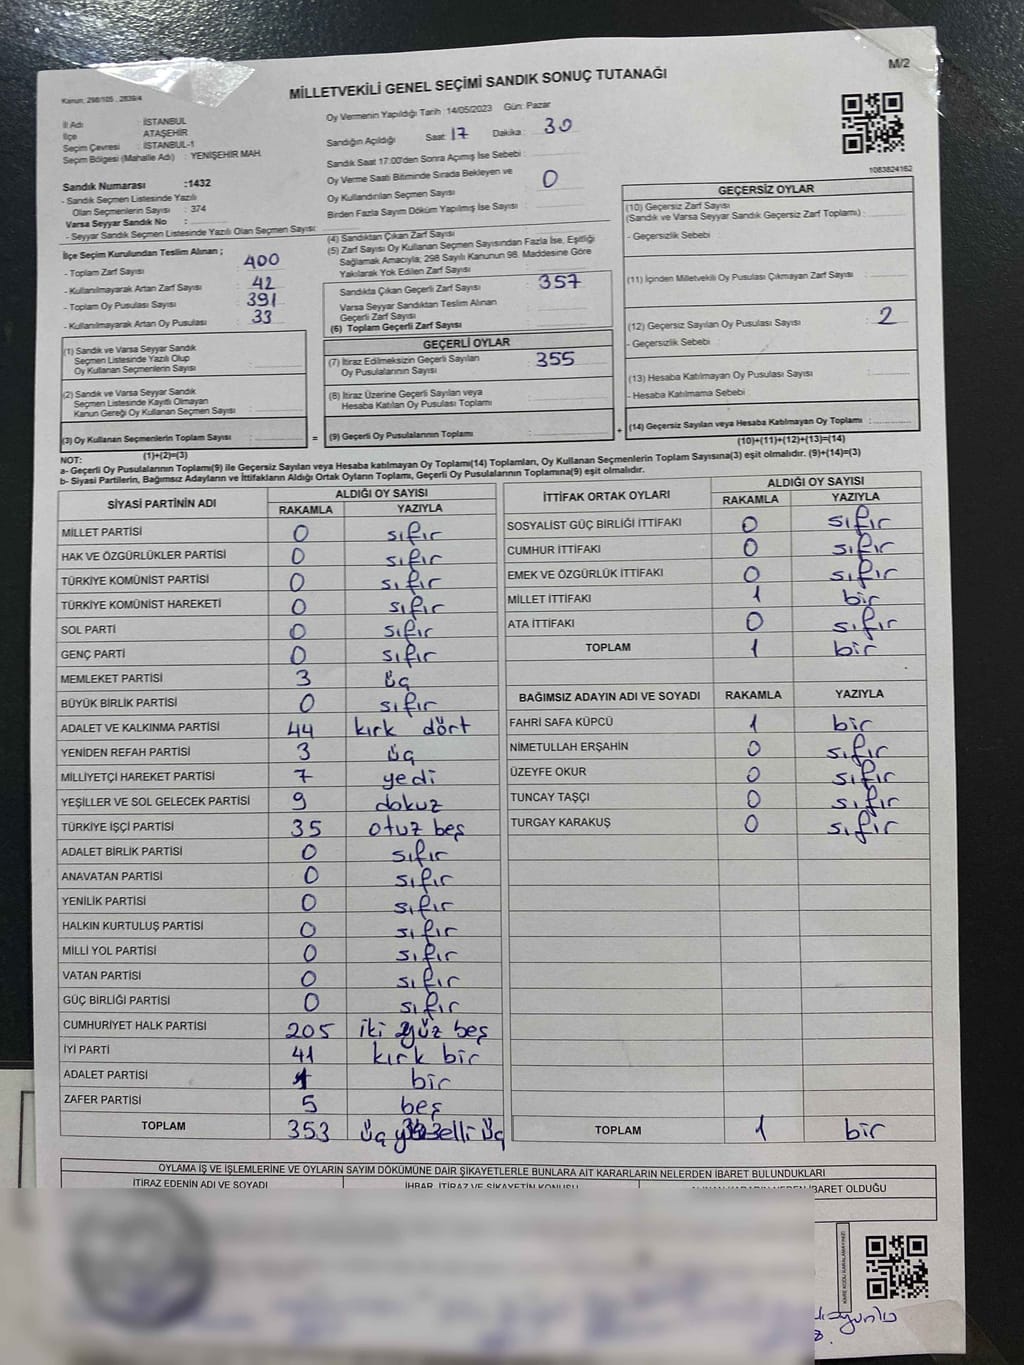 M/2
MİLLETVEKİLİ GENEL SEÇİMİ SANDIK SONUÇ TUTANAĞI
Kanun: 298/105 , 2839/4
İl Adı : İSTANBUL
İlçe : ATAŞEHİR
Seçim Çevresi : İSTANBUL-1
Seçim Bölgesi (Mahalle Adı) : YENİŞEHİR MAH.
Sandık Numarası :1432
- Sandık Seçmen Listesinde Yazılı
Olan Seçmenlerin Sayısı : 374
Varsa Seyyar Sandık No :
- Seyyar Sandık Seçmen Listesinde Yazılı Olan Seçmen Sayısı:
İlçe Seçim Kurulundan Teslim Alınan ;
- Toplam Zarf Sayısı : 400
- Kullanılmayarak Artan Zarf Sayısı : 42
- Toplam Oy Pusulası Sayısı : 391
- Kullanılmayarak Artan Oy Pusulası : 33
Oy Vermenin Yapıldığı Tarih : 14/05/2023 Gün: Pazar
Sandığın Açıldığı Saat: 17 Dakika : 30
Sandık Saat 17:00'den Sonra Açımış İse Sebebi :
Oy Verme Saati Bitiminde Sırada Bekleyen ve
Oy Kullandırılan Seçmen Sayısı : 0
Birden Fazla Sayım Döküm Yapılmış İse Sayısı :
(4) Sandıktan Çıkan Zarf Sayısı :
(5) Zarf Sayısı Oy Kullanan Seçmen Sayısından Fazla İse, Eşitliği
Sağlamak Amacıyla; 298 Sayılı Kanunun 98. Maddesine Göre
Yakılarak Yok Edilen Zarf Sayısı :
Sandıkta Çıkan Geçerli Zarf Sayısı : 357
Varsa Seyyar Sandıktan Teslim Alınan
Geçerli Zarf Sayısı :
(6) Toplam Geçerli Zarf Sayısı :
1083824162
GEÇERSİZ OYLAR
(10) Geçersiz Zarf Sayısı
(Sandık ve Varsa Seyyar Sandık Geçersiz Zarf Toplamı) :
- Geçersizlik Sebebi :
(11) İçinden Milletvekili Oy Pusulası Çıkmayan Zarf Sayısı :
(12) Geçersiz Sayılan Oy Pusulası Sayısı : 2
- Geçersizlik Sebebi :
(13) Hesaba Katılmayan Oy Pusulası Sayısı :
- Hesaba Katılmama Sebebi :
(14) Geçersiz Sayılan veya Hesaba Katılmayan Oy Toplamı :
(10)+(11)+(12)+(13)=(14)
(1) Sandık ve Varsa Seyyar Sandık
Seçmen Listesinde Yazılı Olup
Oy Kullanan Seçmenlerin Sayısı :
(2) Sandık ve Varsa Seyyar Sandık
Seçmen Listesinde Kayıtlı Olmayan
Kanun Gereği Oy Kullanan Seçmen Sayısı :
(3) Oy Kullanan Seçmenlerin Toplam Sayısı :
(1)+(2)=(3)
GEÇERLİ OYLAR
(7) İtiraz Edilmeksizin Geçerli Sayılan
Oy Pusulalarının Sayısı : 355
(8) İtiraz Üzerine Geçerli Sayılan veya
Hesaba Katılan Oy Pusulası Toplamı :
= (9) Geçerli Oy Pusulalarının Toplamı : +
NOT:
a- Geçerli Oy Pusulalarının Toplamı(9) ile Geçersiz Sayılan veya Hesaba katılmayan Oy Toplamı(14) Toplamları, Oy Kullanan Seçmenlerin Toplam Sayısına(3) eşit olmalıdır. (9)+(14)=(3)
b- Siyasi Partilerin, Bağımsız Adayların ve İttifakların Aldığı Ortak Oyların Toplamı, Geçerli Oy Pusulalarının Toplamına(9) eşit olmalıdır.
SİYASİ PARTİNİN ADI ALDIĞI OY SAYISI
RAKAMLA YAZIYLA
MİLLET PARTİSİ 0 sıfır
HAK VE ÖZGÜRLÜKLER PARTİSİ 0 sıfır
TÜRKİYE KOMÜNİST PARTİSİ 0 sıfır
TÜRKİYE KOMÜNİST HAREKETİ 0 sıfır
SOL PARTİ 0 sıfır
GENÇ PARTİ 0 sıfır
MEMLEKET PARTİSİ 3 üç
BÜYÜK BİRLİK PARTİSİ 0 sıfır
ADALET VE KALKINMA PARTİSİ 44 kırk dört
YENİDEN REFAH PARTİSİ 3 üç
MİLLİYETÇİ HAREKET PARTİSİ 7 yedi
YEŞİLLER VE SOL GELECEK PARTİSİ 9 dokuz
TÜRKİYE İŞÇİ PARTİSİ 35 otuz beş
ADALET BİRLİK PARTİSİ 0 sıfır
ANAVATAN PARTİSİ 0 sıfır
YENİLİK PARTİSİ 0 sıfır
HALKIN KURTULUŞ PARTİSİ 0 sıfır
MİLLİ YOL PARTİSİ 0 sıfır
VATAN PARTİSİ 0 sıfır
GÜÇ BİRLİĞİ PARTİSİ 0 sıfır
CUMHURİYET HALK PARTİSİ 205 iki yüz beş
İYİ PARTİ 41 kırk bir
ADALET PARTİSİ 1 bir
ZAFER PARTİSİ 5 beş
TOPLAM 353 üç yüz elli üç
İTTİFAK ORTAK OYLARI ALDIĞI OY SAYISI
RAKAMLA YAZIYLA
SOSYALİST GÜÇ BİRLİĞİ İTTİFAKI 0 sıfır
CUMHUR İTTİFAKI 0 sıfır
EMEK VE ÖZGÜRLÜK İTTİFAKI 0 sıfır
MİLLET İTTİFAKI 1 bir
ATA İTTİFAKI 0 sıfır
TOPLAM 1 bir
BAĞIMSIZ ADAYIN ADI VE SOYADI RAKAMLA YAZIYLA
FAHRİ SAFA KÜPCÜ 1 bir
NİMETULLAH ERŞAHİN 0 sıfır
ÜZEYFE OKUR 0 sıfır
TUNCAY TAŞÇI 0 sıfır
TURGAY KARAKUŞ 0 sıfır
TOPLAM 1 bir
OYLAMA İŞ VE İŞLEMLERİNE VE OYLARIN SAYIM DÖKÜMÜNE DAİR ŞİKAYETLERLE BUNLARA AİT KARARLARIN NELERDEN İBARET BULUNDUKLARI
İTİRAZ EDENİN ADI VE SOYADI İHBAR, İTİRAZ VE ŞİKAYETİN KONUSU İBARET OLDUĞU